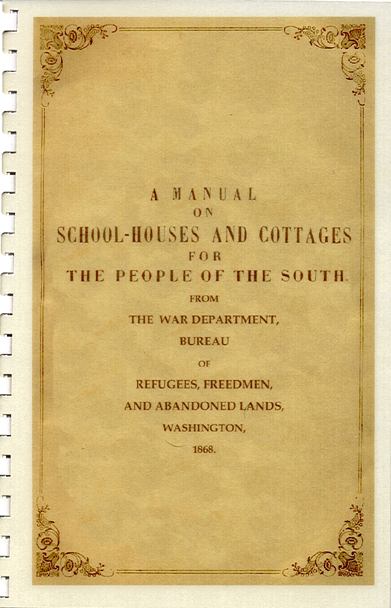 A MANUAL
ON
SCHOOL-HOUSES AND COTTAGES
FOR
THE PEOPLE OF THE SOUTH.
FROM
THE WAR DEPARTMENT,
BUREAU
OF
REFUGEES, FREEDMEN,
AND ABANDONED LANDS,
WASHINGTON,
1868.